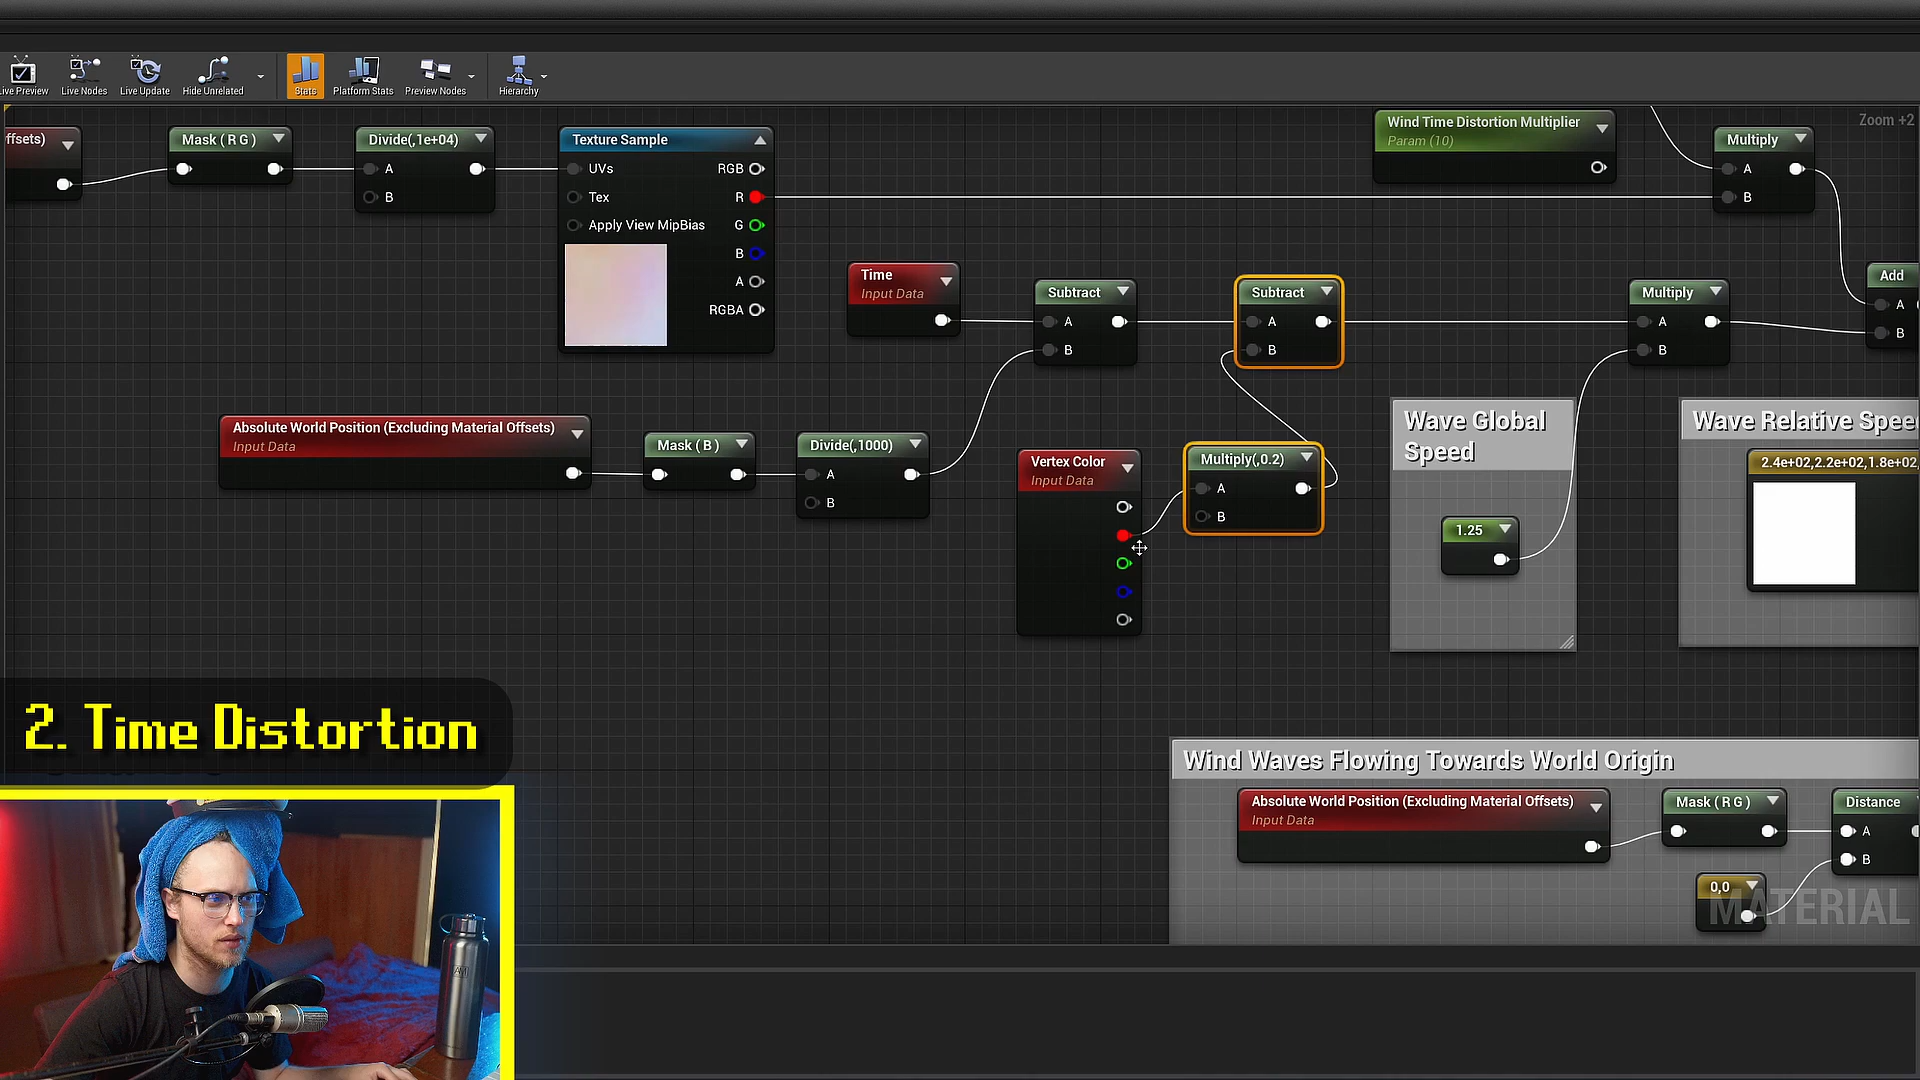 Live Preview
Live Nodes
Live Update
Hide Unrelated
Stats
Platform Stats
Preview Nodes
Hierarchy
ffsets)
Mask ( R G )
Divide(,1e+04)
A
B
Texture Sample
UVs
RGB
Tex
R
Apply View MipBias
G
B
A
RGBA
Wind Time Distortion Multiplier
Param (10)
Zoom +2
Multiply
A
B
Time
Input Data
Subtract
A
B
Subtract
A
B
Multiply
A
B
Add
A
B
Absolute World Position (Excluding Material Offsets)
Input Data
Mask ( B )
Divide(,1000)
A
B
Vertex Color
Input Data
Multiply(,0.2)
A
B
Wave Global
Speed
1.25
Wave Relative Speed
2.4e+02,2.2e+02,1.8e+02,
2. Time Distortion
Wind Waves Flowing Towards World Origin
Absolute World Position (Excluding Material Offsets)
Input Data
Mask ( R G )
Distance
A
B
0,0
MATERIAL